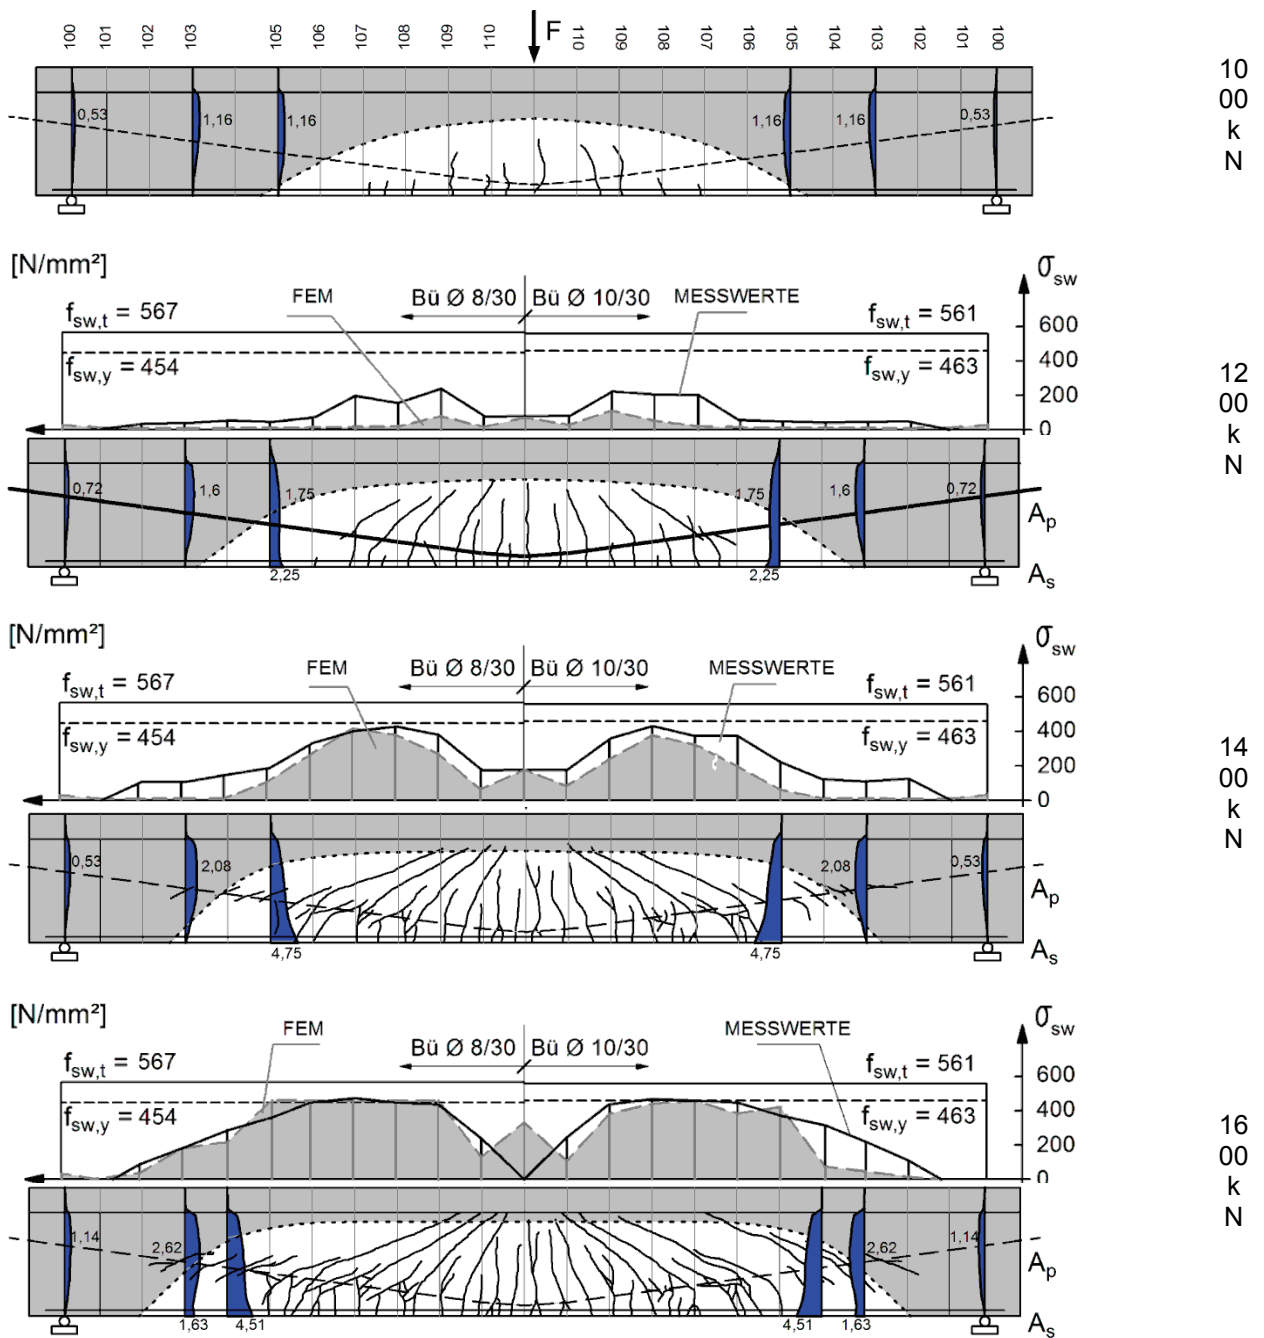 100 101 102 103 105 106 107 108 109 110 F 110 109 108 107 106 105 104 103 102 101 100
0,53 1,16 1,16 1,16 1,16 0,53
10
00
k
N
[N/mm²] σsw
FEM Bü Ø 8/30 Bü Ø 10/30 MESSWERTE
fsw,t = 567 fsw,t = 561 600
fsw,y = 454 fsw,y = 463 400
200
0
0,72 1,6 1,75 1,75 1,6 0,72
Ap
2,25 2,25 As
12
00
k
N
[N/mm²] σsw
FEM Bü Ø 8/30 Bü Ø 10/30 MESSWERTE
fsw,t = 567 fsw,t = 561 600
fsw,y = 454 fsw,y = 463 400
200
0
0,53 2,08 2,08 0,53
Ap
4,75 4,75 As
14
00
k
N
[N/mm²] σsw
FEM MESSWERTE
Bü Ø 8/30 Bü Ø 10/30
fsw,t = 567 fsw,t = 561 600
fsw,y = 454 fsw,y = 463 400
200
0
1,14 2,62 2,62 1,14
Ap
1,63 4,51 4,51 1,63 As
16
00
k
N